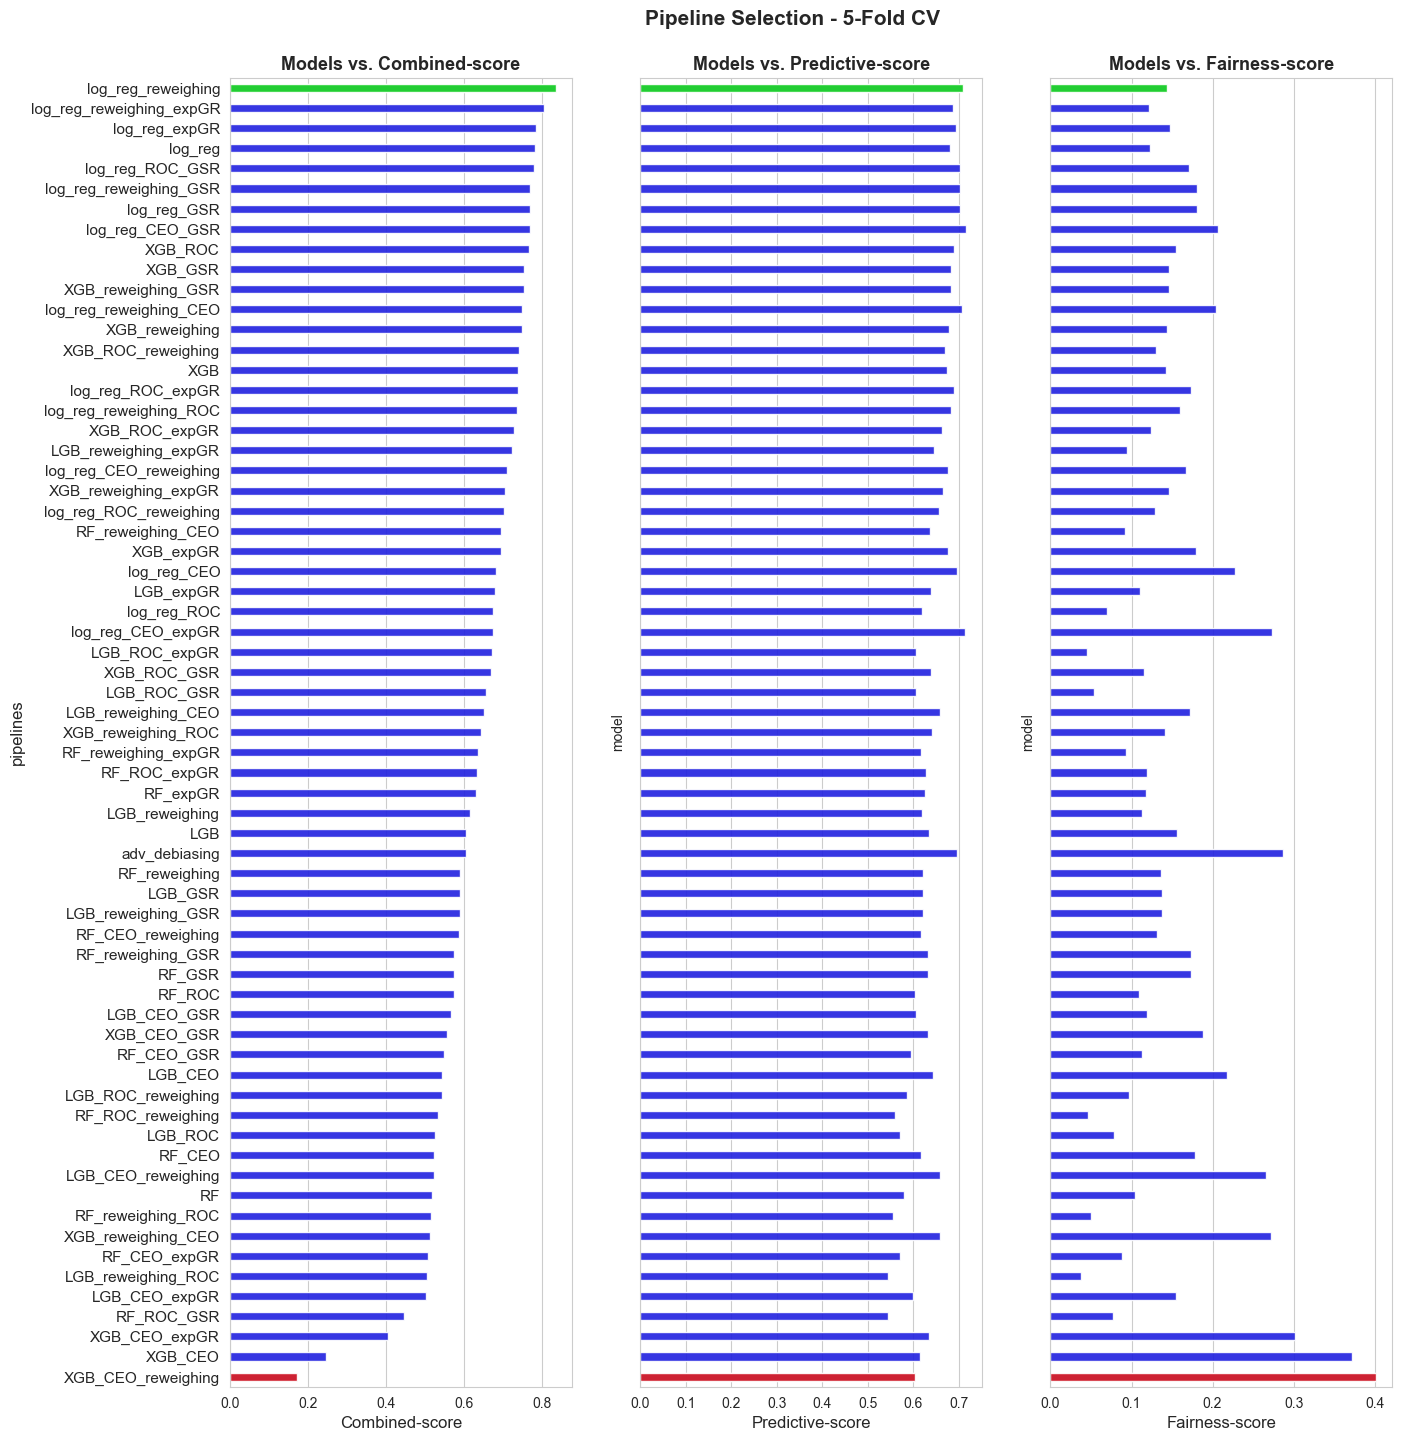 Pipeline Selection - 5-Fold CV
Models vs. Combined-score
Models vs. Predictive-score
Models vs. Fairness-score
pipelines
log_reg_reweighing
log_reg_reweighing_expGR
log_reg_expGR
log_reg
log_reg_ROC_GSR
log_reg_reweighing_GSR
log_reg_GSR
log_reg_CEO_GSR
XGB_ROC
XGB_GSR
XGB_reweighing_GSR
log_reg_reweighing_CEO
XGB_reweighing
XGB_ROC_reweighing
XGB
log_reg_ROC_expGR
log_reg_reweighing_ROC
XGB_ROC_expGR
LGB_reweighing_expGR
log_reg_CEO_reweighing
XGB_reweighing_expGR
log_reg_ROC_reweighing
RF_reweighing_CEO
XGB_expGR
log_reg_CEO
LGB_expGR
log_reg_ROC
log_reg_CEO_expGR
LGB_ROC_expGR
XGB_ROC_GSR
LGB_ROC_GSR
LGB_reweighing_CEO
XGB_reweighing_ROC
RF_reweighing_expGR
RF_ROC_expGR
RF_expGR
LGB_reweighing
LGB
adv_debiasing
RF_reweighing
LGB_GSR
LGB_reweighing_GSR
RF_CEO_reweighing
RF_reweighing_GSR
RF_GSR
RF_ROC
LGB_CEO_GSR
XGB_CEO_GSR
RF_CEO_GSR
LGB_CEO
LGB_ROC_reweighing
RF_ROC_reweighing
LGB_ROC
RF_CEO
LGB_CEO_reweighing
RF
RF_reweighing_ROC
XGB_reweighing_CEO
RF_CEO_expGR
LGB_reweighing_ROC
LGB_CEO_expGR
RF_ROC_GSR
XGB_CEO_expGR
XGB_CEO
XGB_CEO_reweighing
0.0 0.2 0.4 0.6 0.8
Combined-score
model
0.0 0.1 0.2 0.3 0.4 0.5 0.6 0.7
Predictive-score
model
0.0 0.1 0.2 0.3 0.4
Fairness-score